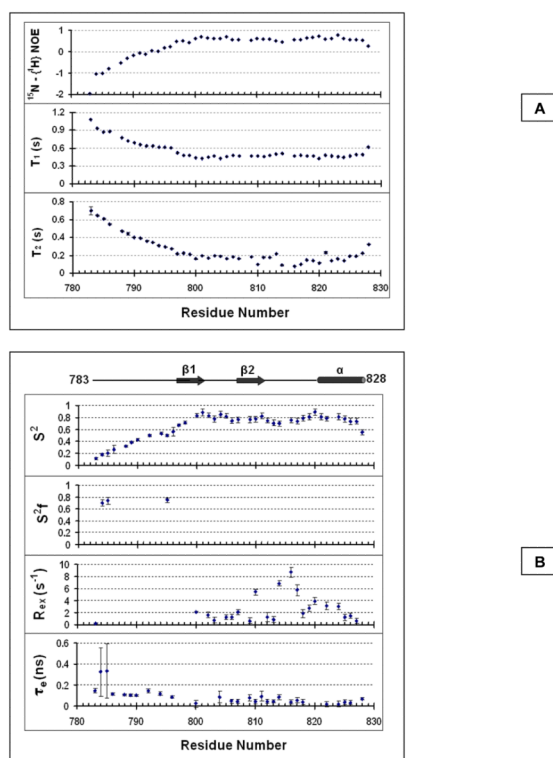 A
¹⁵N - {¹H} NOE
1
0
-1
-2
T₁ (s)
1.2
0.9
0.6
0.3
0
T₂ (s)
0.8
0.6
0.4
0.2
0
780 790 800 810 820 830
Residue Number
B
783 β1 β2 α 828
S²
1
0.8
0.6
0.4
0.2
0
S²f
1
0.8
0.6
0.4
0.2
0
Rex (s⁻¹)
10
8
6
4
2
0
τe (ns)
0.6
0.4
0.2
0
780 790 800 810 820 830
Residue Number